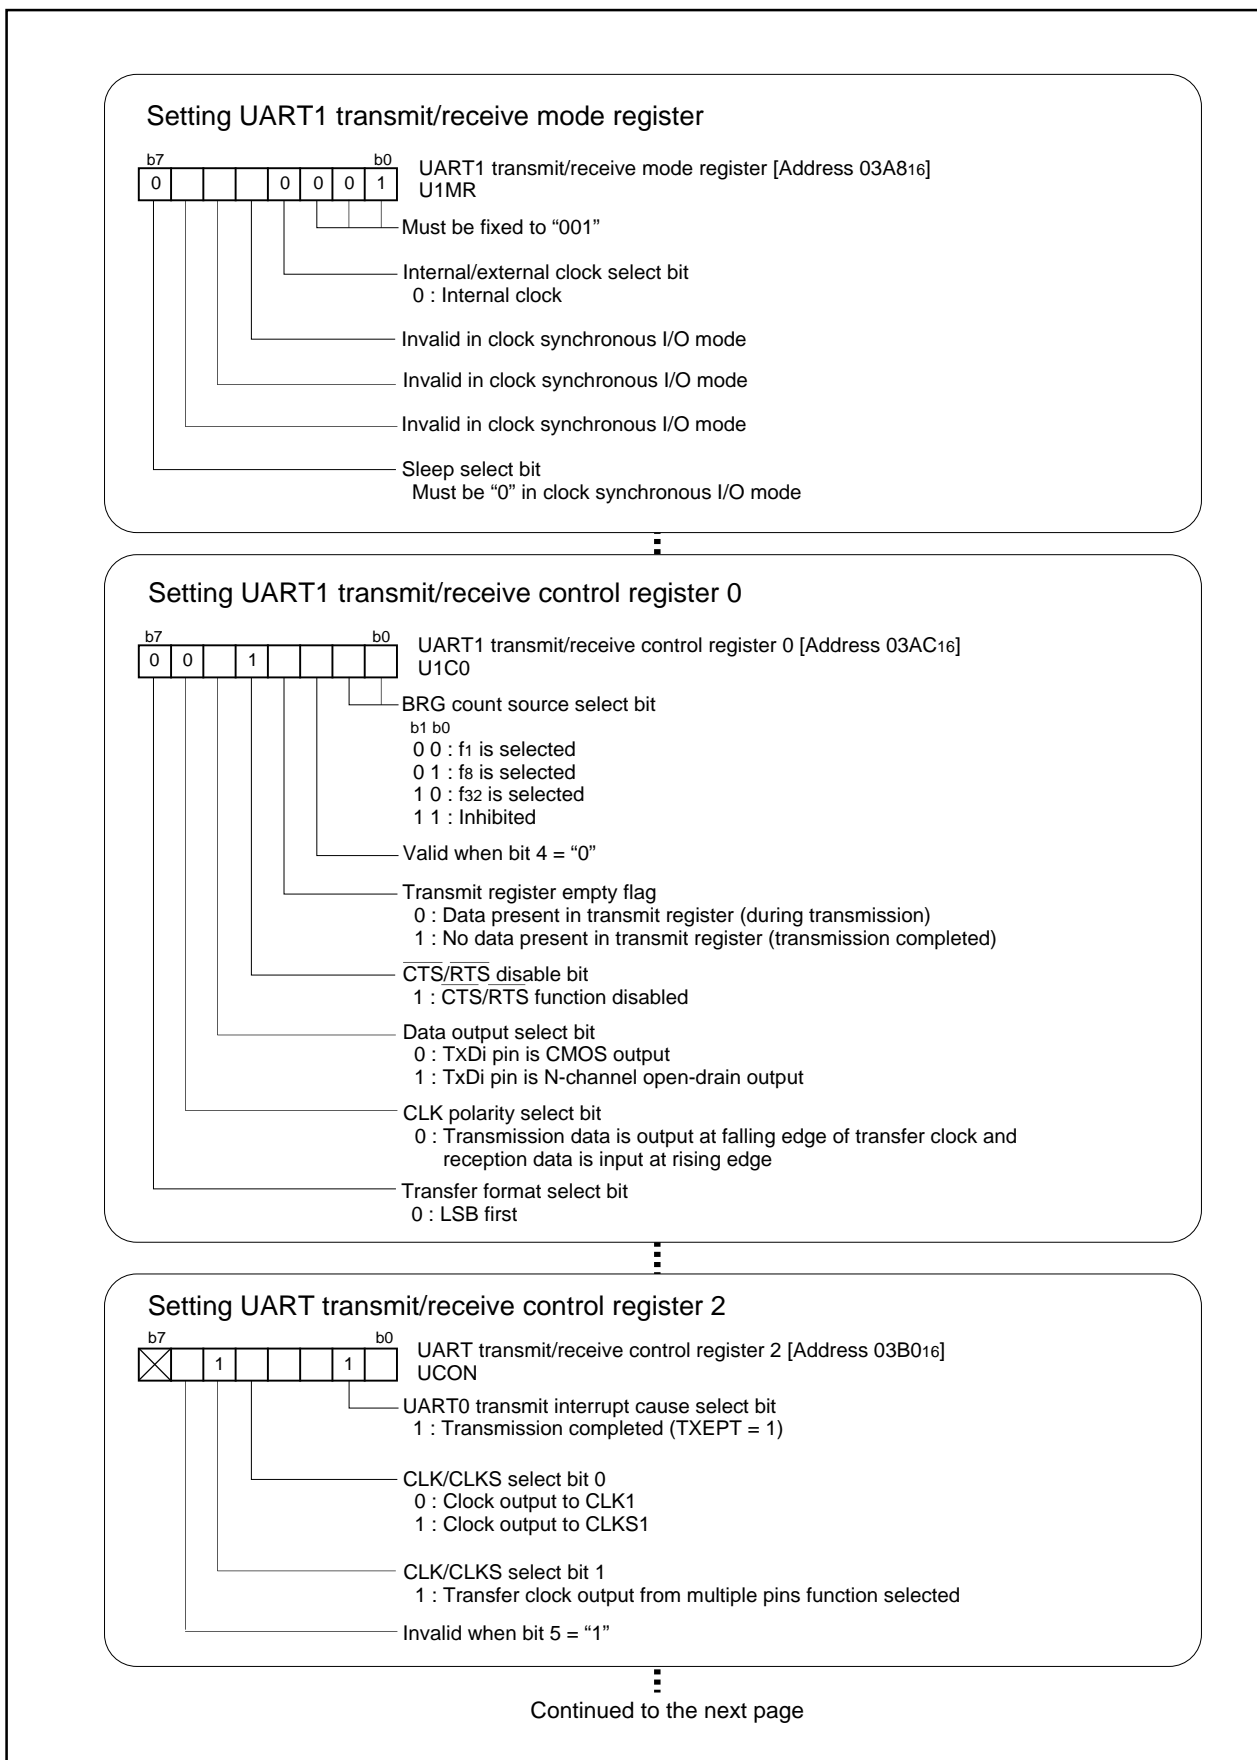 Setting UART1 transmit/receive mode register
b7 b0
0 0 0 0 1
UART1 transmit/receive mode register [Address 03A816]
U1MR
Must be fixed to “001”
Internal/external clock select bit
0 : Internal clock
Invalid in clock synchronous I/O mode
Invalid in clock synchronous I/O mode
Invalid in clock synchronous I/O mode
Sleep select bit
Must be “0” in clock synchronous I/O mode
Setting UART1 transmit/receive control register 0
b7 b0
0 0 1
UART1 transmit/receive control register 0 [Address 03AC16]
U1C0
BRG count source select bit
b1 b0
0 0 : f1 is selected
0 1 : f8 is selected
1 0 : f32 is selected
1 1 : Inhibited
Valid when bit 4 = “0”
Transmit register empty flag
0 : Data present in transmit register (during transmission)
1 : No data present in transmit register (transmission completed)
CTS/RTS disable bit
1 : CTS/RTS function disabled
Data output select bit
0 : TXDi pin is CMOS output
1 : TxDi pin is N-channel open-drain output
CLK polarity select bit
0 : Transmission data is output at falling edge of transfer clock and
reception data is input at rising edge
Transfer format select bit
0 : LSB first
Setting UART transmit/receive control register 2
b7 b0
1 1
UART transmit/receive control register 2 [Address 03B016]
UCON
UART0 transmit interrupt cause select bit
1 : Transmission completed (TXEPT = 1)
CLK/CLKS select bit 0
0 : Clock output to CLK1
1 : Clock output to CLKS1
CLK/CLKS select bit 1
1 : Transfer clock output from multiple pins function selected
Invalid when bit 5 = “1”
Continued to the next page